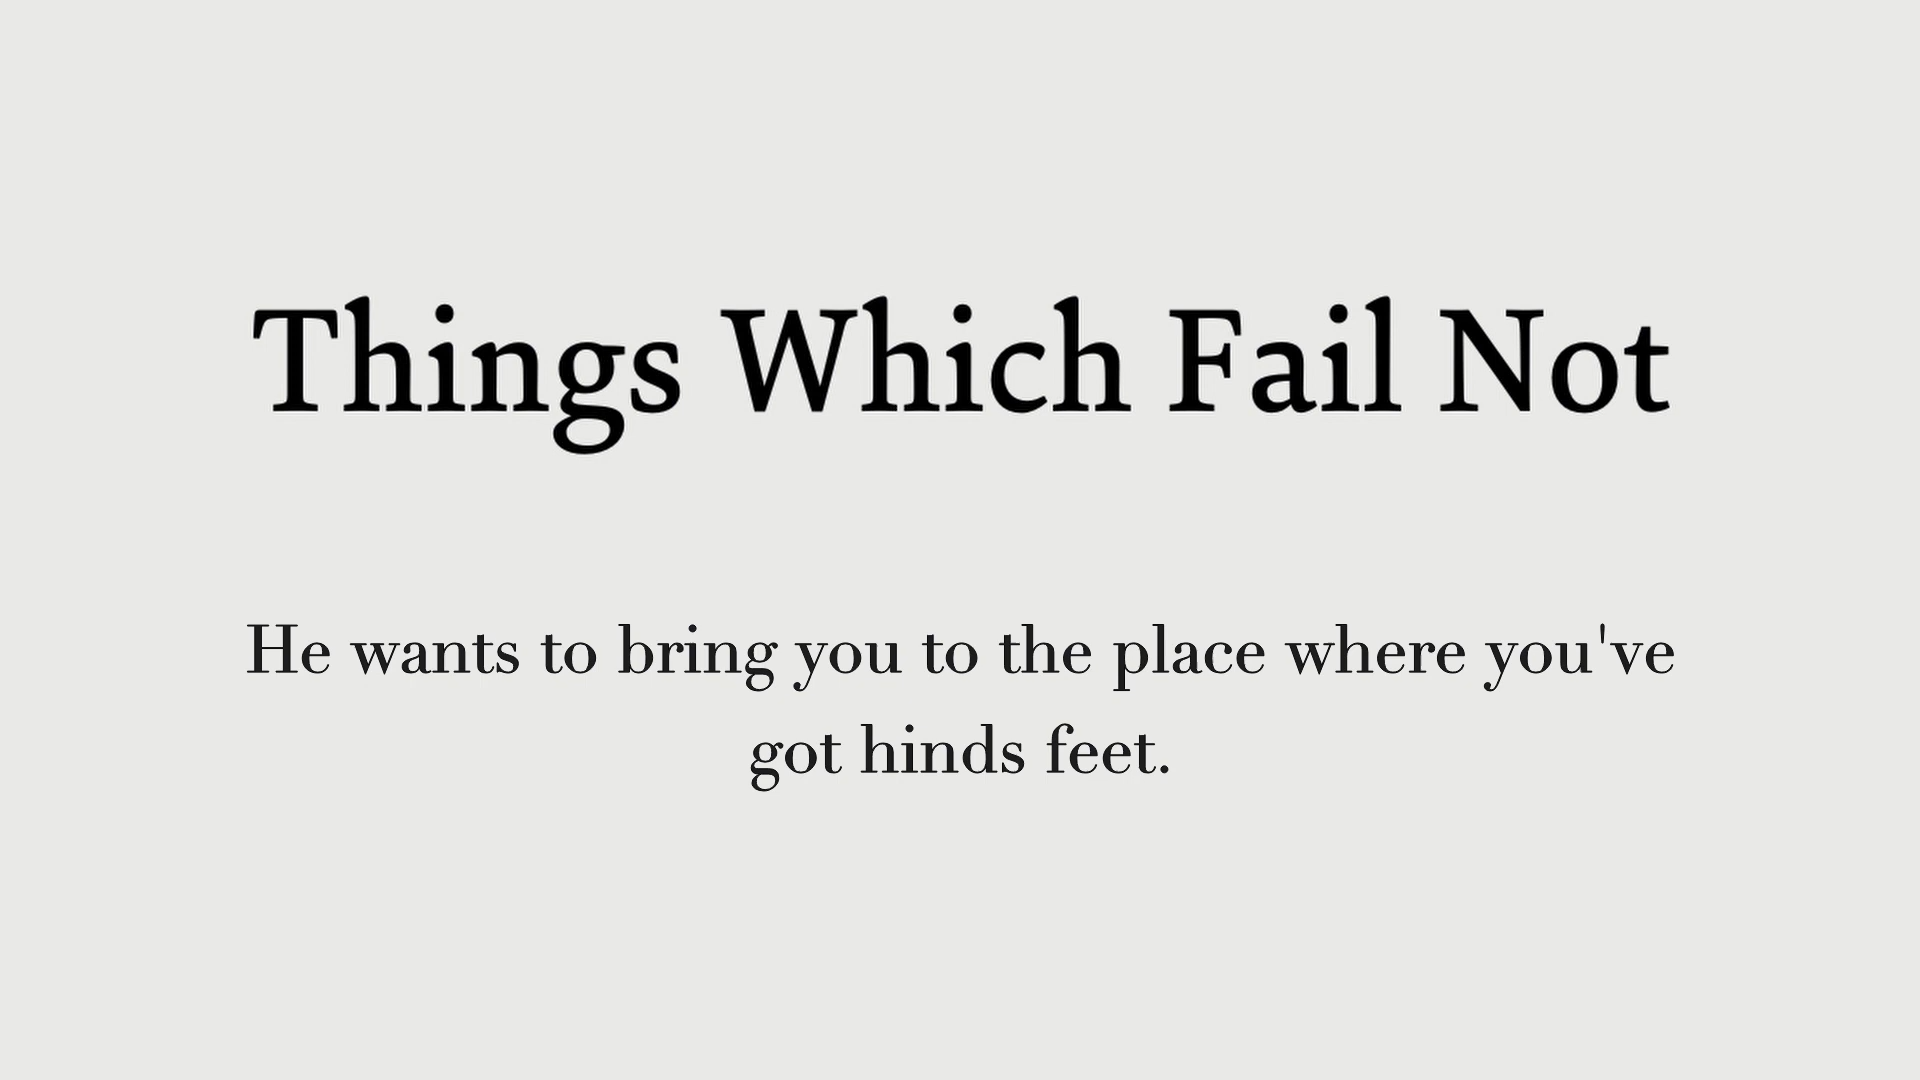 Things Which Fail Not
He wants to bring you to the place where you've
got hinds feet.